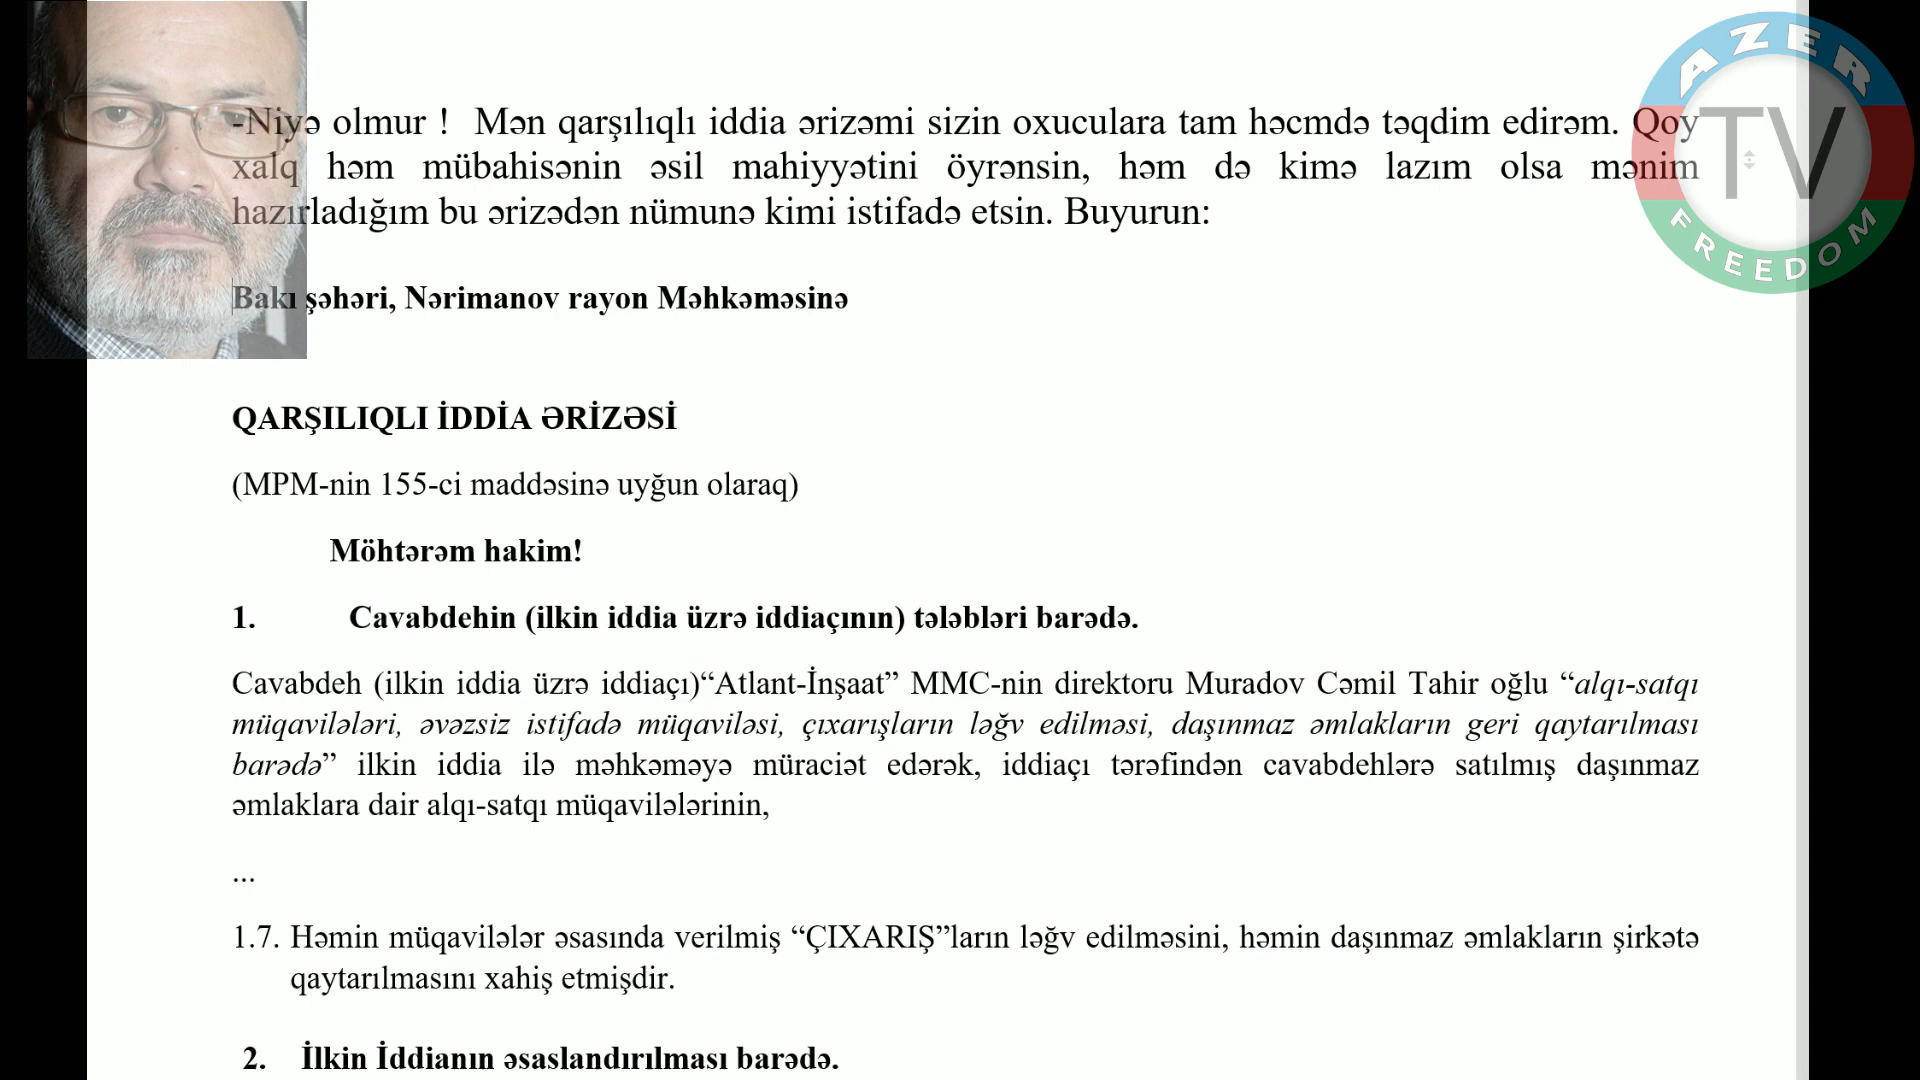 AZER
TV
FREEDOM
-Niyə olmur ! Mən qarşılıqlı iddia ərizəmi sizin oxuculara tam həcmdə təqdim edirəm. Qoy
xalq həm mübahisənin əsil mahiyyətini öyrənsin, həm də kimə lazım olsa mənim
hazırladığım bu ərizədən nümunə kimi istifadə etsin. Buyurun:
Bakı şəhəri, Nərimanov rayon Məhkəməsinə
QARŞILIQLI İDDİA ƏRİZƏSİ
(MPM-nin 155-ci maddəsinə uyğun olaraq)
Möhtərəm hakim!
1. Cavabdehin (ilkin iddia üzrə iddiaçının) tələbləri barədə.
Cavabdeh (ilkin iddia üzrə iddiaçı)“Atlant-İnşaat” MMC-nin direktoru Muradov Cəmil Tahir oğlu “alqı-satqı
müqavilələri, əvəzsiz istifadə müqaviləsi, çıxarışların ləğv edilməsi, daşınmaz əmlakların geri qaytarılması
barədə” ilkin iddia ilə məhkəməyə müraciət edərək, iddiaçı tərəfindən cavabdehlərə satılmış daşınmaz
əmlaklara dair alqı-satqı müqavilələrinin,
...
1.7. Həmin müqavilələr əsasında verilmiş “ÇIXARIŞ”ların ləğv edilməsini, həmin daşınmaz əmlakların şirkətə
qaytarılmasını xahiş etmişdir.
2. İlkin İddianın əsaslandırılması barədə.